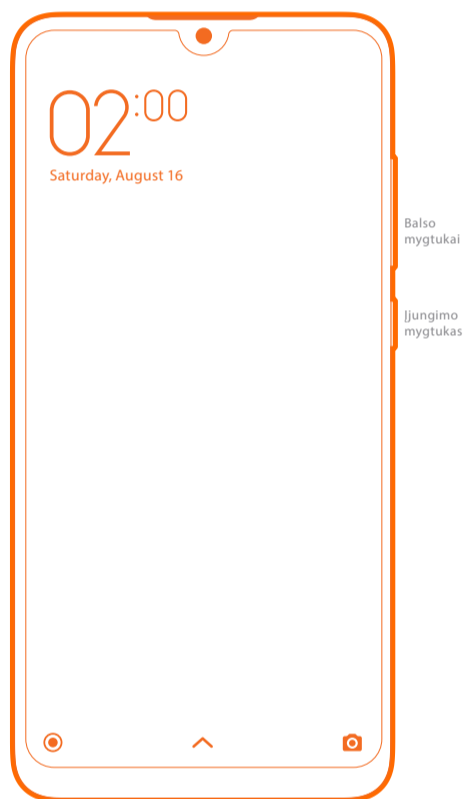 02:00
Saturday, August 16
Balso
mygtukai
Įjungimo
mygtukas